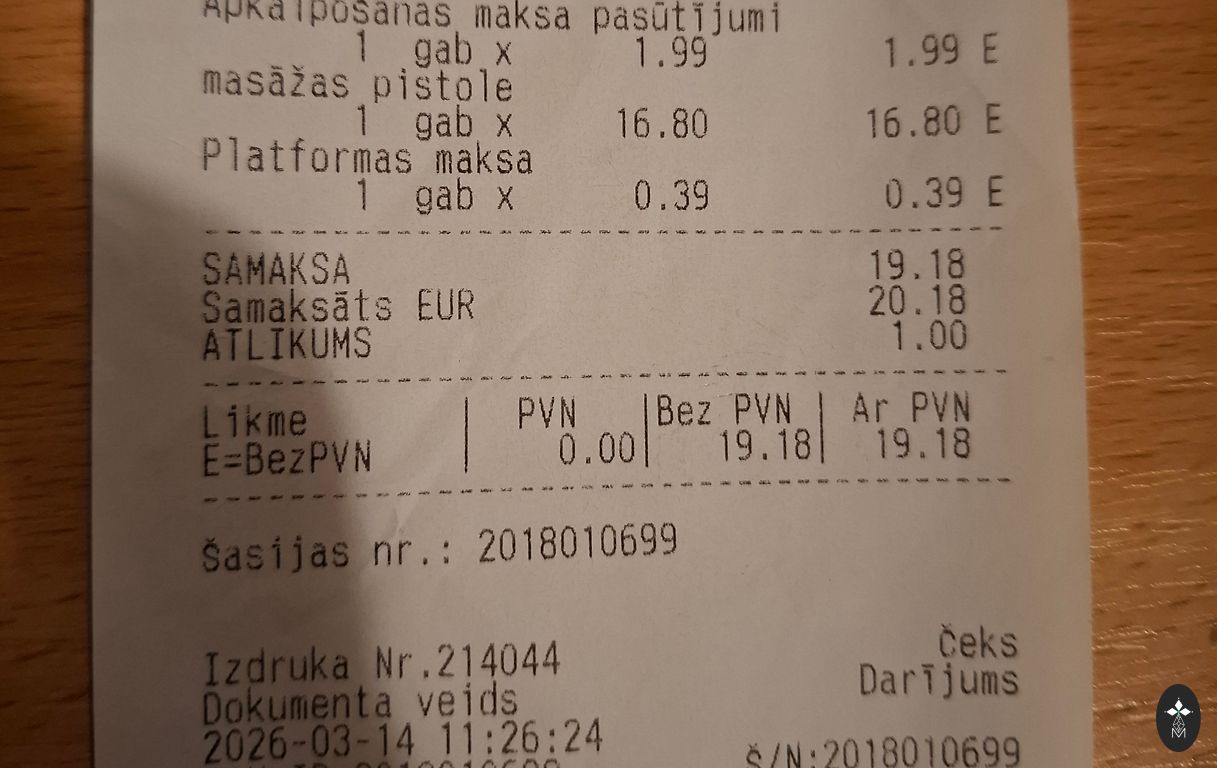 Apkalpošanas maksa pasūtījumi
1 gab x 1.99 1.99 E
masāžas pistole
1 gab x 16.80 16.80 E
Platformas maksa
1 gab x 0.39 0.39 E
SAMAKSA 19.18
Samaksāts EUR 20.18
ATLIKUMS 1.00
Likme | PVN | Bez PVN | Ar PVN
E=BezPVN | 0.00| 19.18| 19.18
Šasijas nr.: 2018010699
Čeks
Izdruka Nr.214044
Darījums
Dokumenta veids
2026-03-14 11:26:24
Š/N:2018010699
M